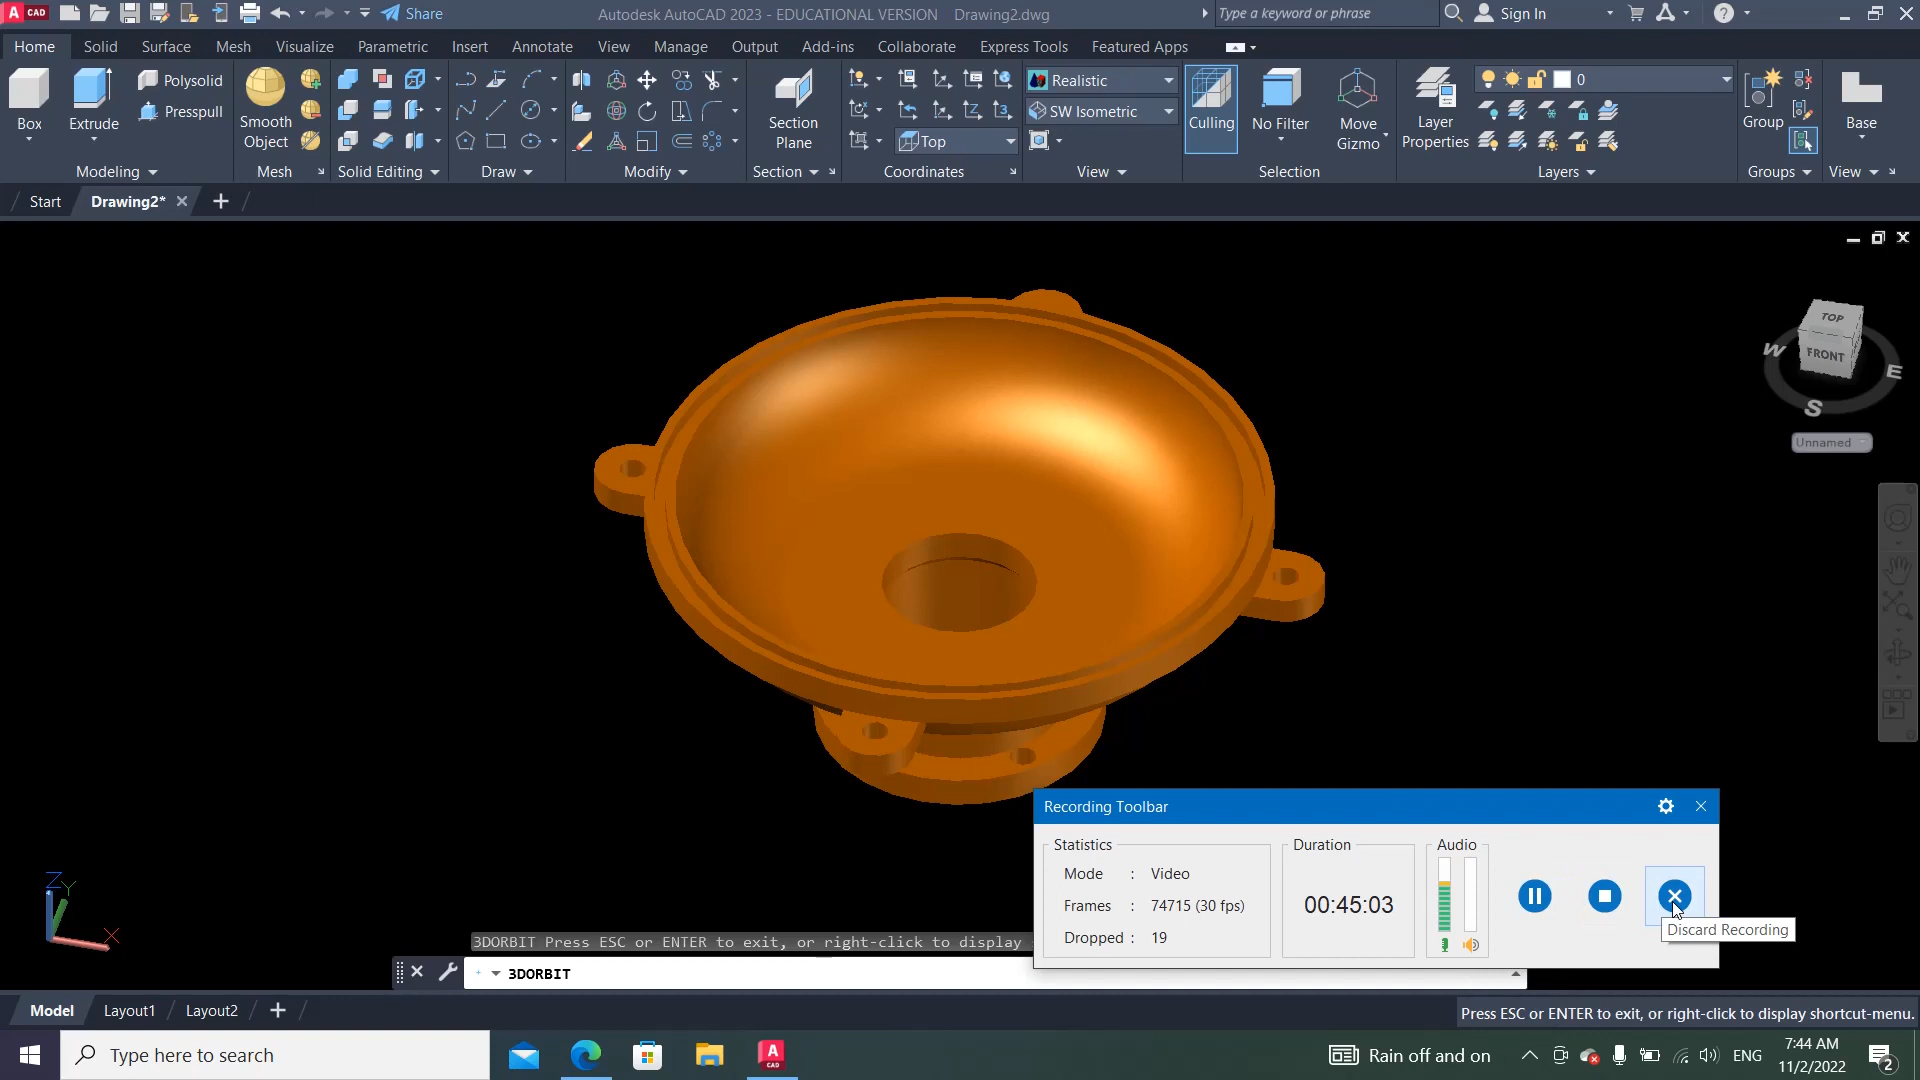 A CAD Share Autodesk AutoCAD 2023 - EDUCATIONAL VERSION Drawing2.dwg Type a keyword or phrase Sign In
Home Solid Surface Mesh Visualize Parametric Insert Annotate View Manage Output Add-ins Collaborate Express Tools Featured Apps
Box
Extrude
Polysolid
Presspull
Modeling
Smooth
Object
Mesh
Solid Editing
Draw
Modify
Section
Plane
Section
Top
Coordinates
Realistic
SW Isometric
View
Culling
No Filter
Move
Gizmo
Selection
Layer
Properties
0
Layers
Group
Groups
Base
View
Start Drawing2*
TOP
FRONT
W
E
S
Unnamed
Recording Toolbar
Statistics
Mode : Video
Frames : 74715 (30 fps)
Dropped : 19
Duration
00:45:03
Audio
Discard Recording
Z
Y
X
3DORBIT Press ESC or ENTER to exit, or right-click to display
3DORBIT
Model Layout1 Layout2
Press ESC or ENTER to exit, or right-click to display shortcut-menu.
Type here to search
A
CAD
Rain off and on
ENG
7:44 AM
11/2/2022
2